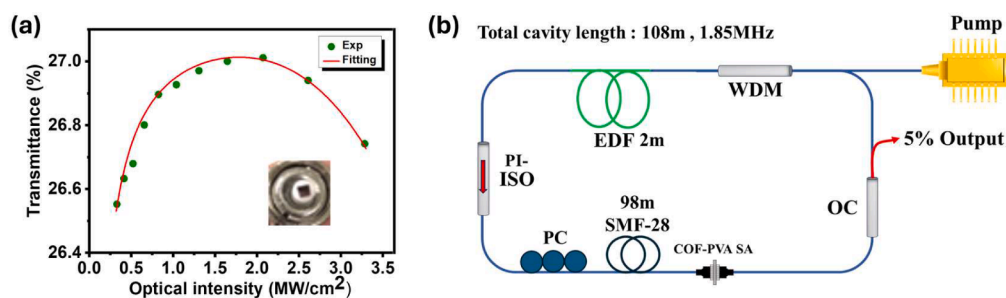 (a)
Transmittance (%)
27.0
26.8
26.6
26.4
Exp
Fitting
0.0 0.5 1.0 1.5 2.0 2.5 3.0 3.5
Optical intensity (MW/cm²)
(b)
Total cavity length : 108m , 1.85MHz
Pump
WDM
EDF 2m
5% Output
PI-
ISO
OC
98m
SMF-28
PC
COF-PVA SA